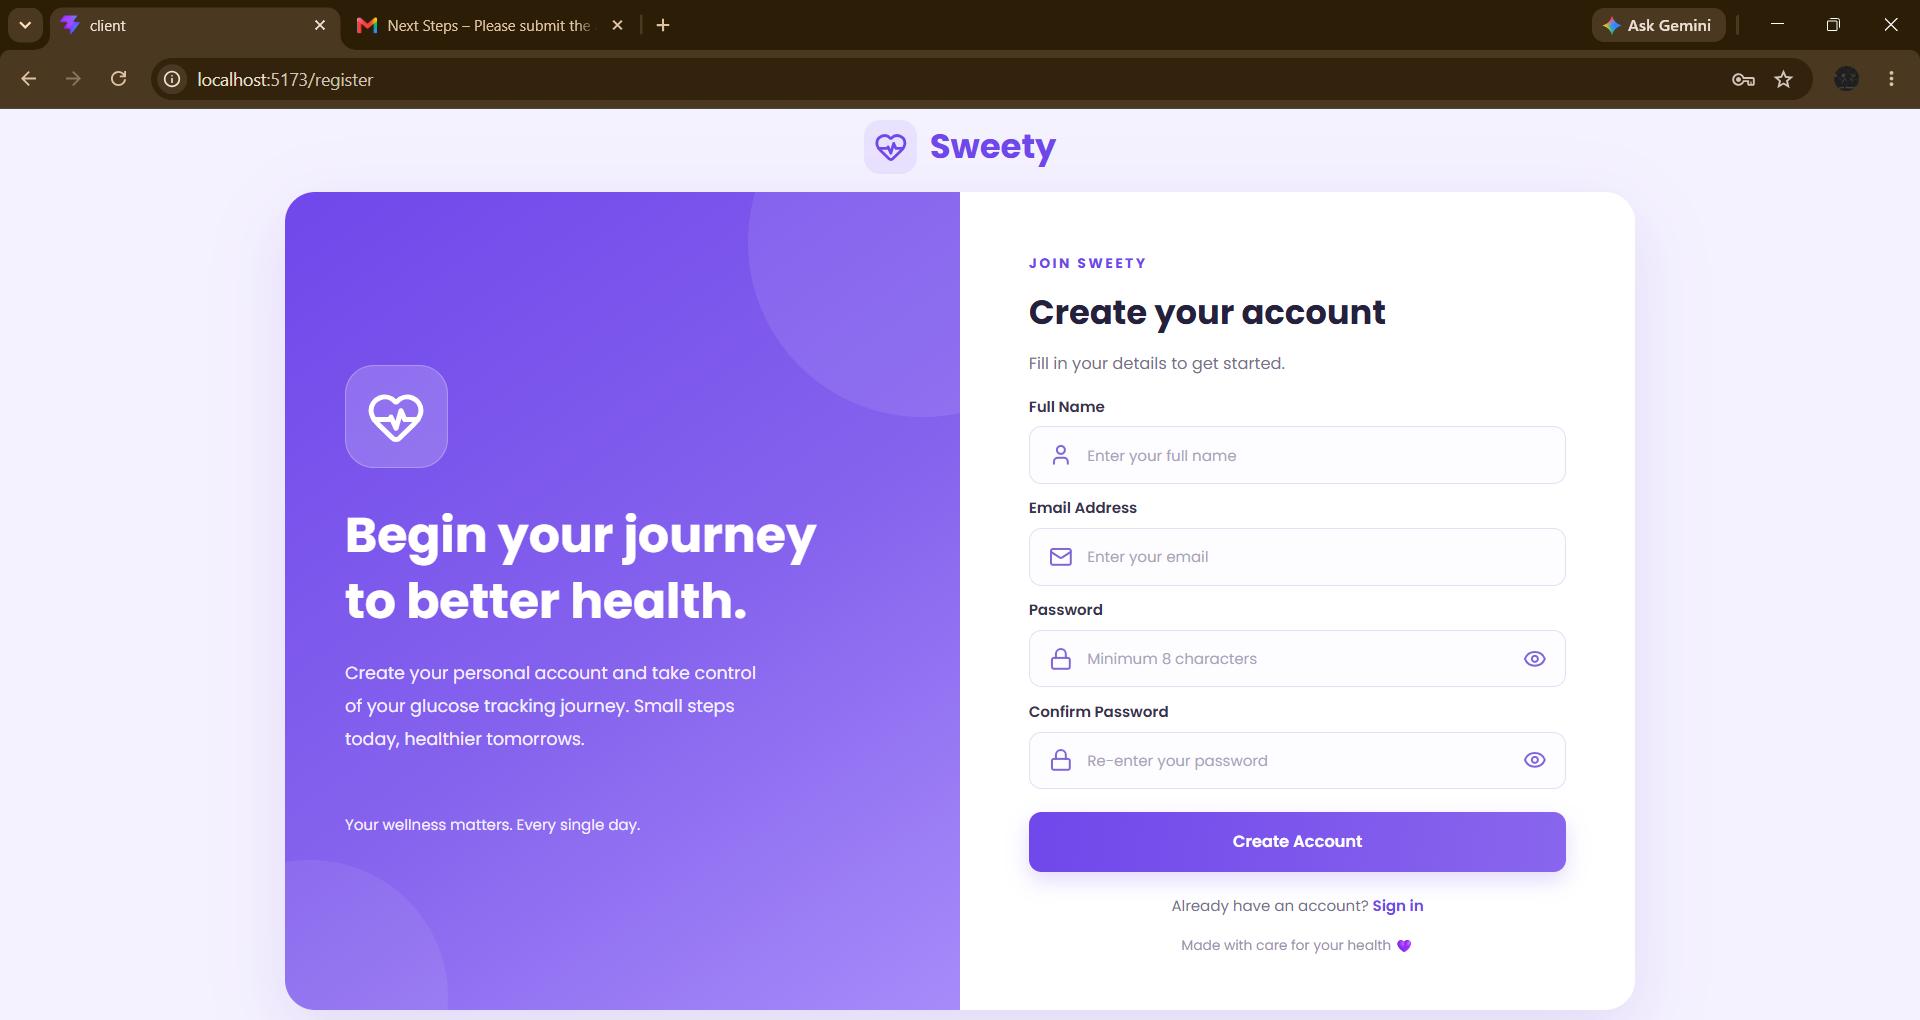 client
Next Steps – Please submit the
Ask Gemini
localhost:5173/register
Sweety
Begin your journey
to better health.
Create your personal account and take control
of your glucose tracking journey. Small steps
today, healthier tomorrows.
Your wellness matters. Every single day.
JOIN SWEETY
Create your account
Fill in your details to get started.
Full Name
Enter your full name
Email Address
Enter your email
Password
Minimum 8 characters
Confirm Password
Re-enter your password
Create Account
Already have an account? Sign in
Made with care for your health 💜